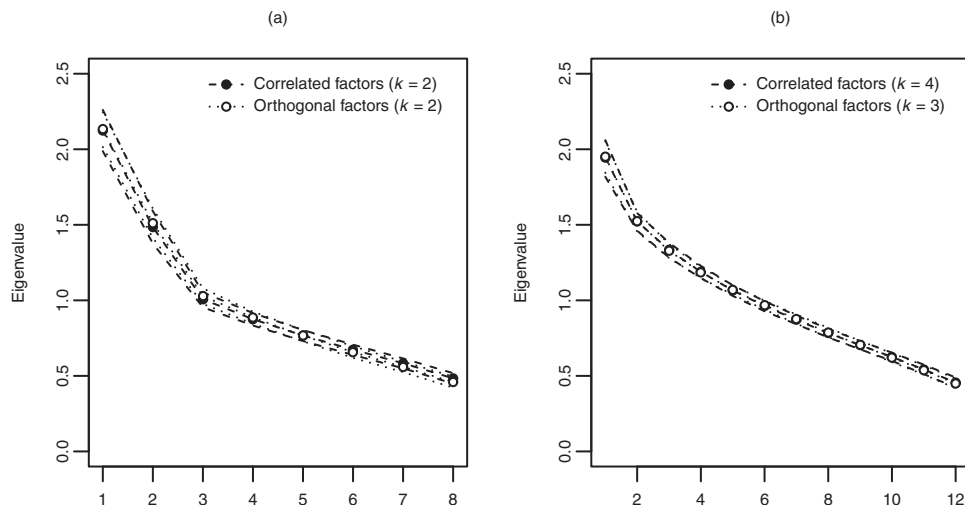 (a)
Eigenvalue
2.5
2.0
1.5
1.0
0.5
0.0
Correlated factors (k = 2)
Orthogonal factors (k = 2)
1 2 3 4 5 6 7 8
(b)
Eigenvalue
2.5
2.0
1.5
1.0
0.5
0.0
Correlated factors (k = 4)
Orthogonal factors (k = 3)
2 4 6 8 10 12